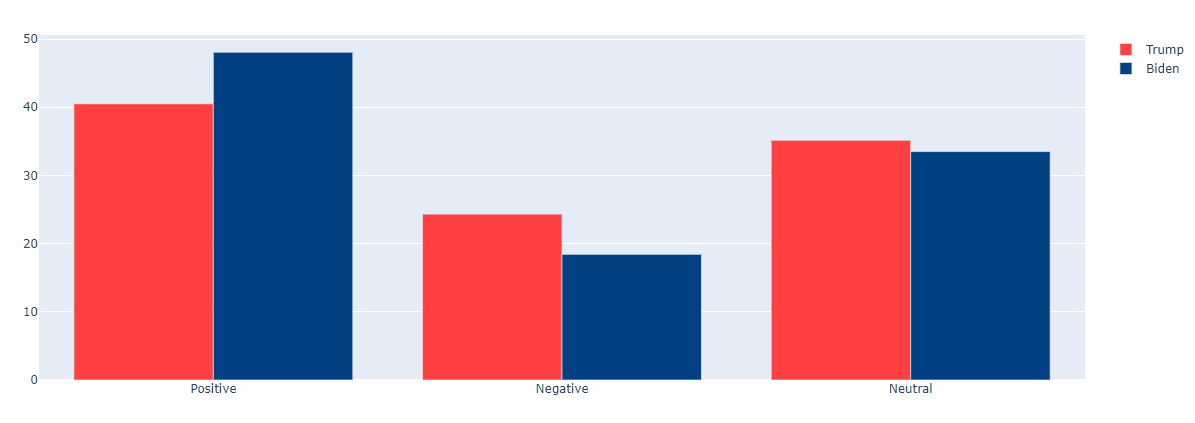 50
40
30
20
10
0
Positive
Negative
Neutral
Trump
Biden